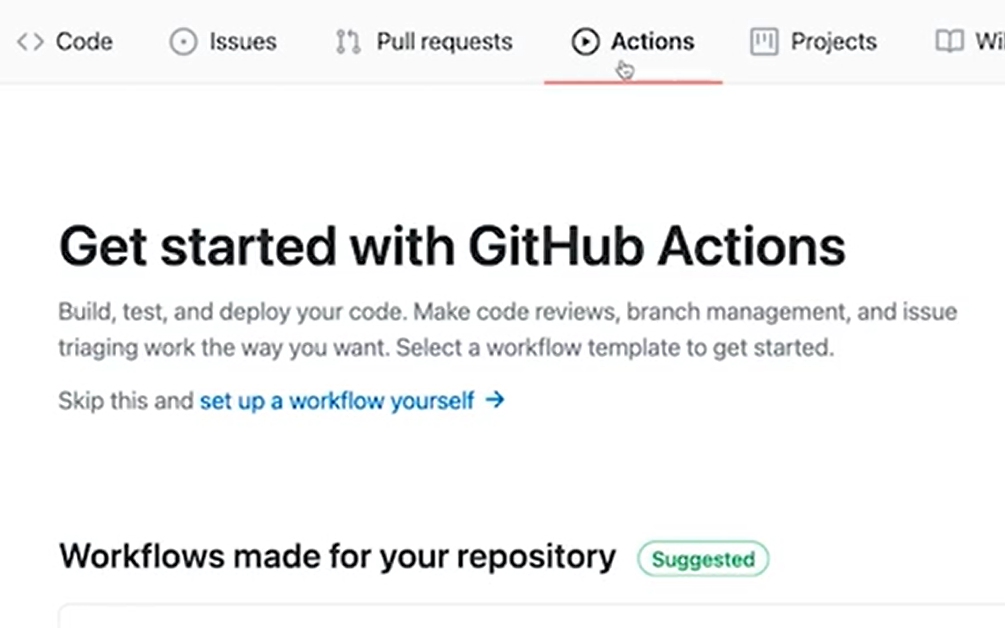 Code Issues Pull requests Actions Projects
Get started with GitHub Actions
Build, test, and deploy your code. Make code reviews, branch management, and issue
triaging work the way you want. Select a workflow template to get started.
Skip this and set up a workflow yourself →
Workflows made for your repository Suggested